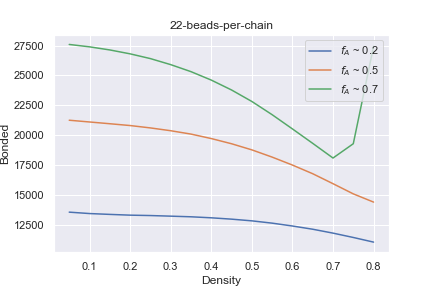 22-beads-per-chain
27500
25000
22500
20000
17500
15000
12500
Bonded
0.1 0.2 0.3 0.4 0.5 0.6 0.7 0.8
Density
f_A ~ 0.2
f_A ~ 0.5
f_A ~ 0.7